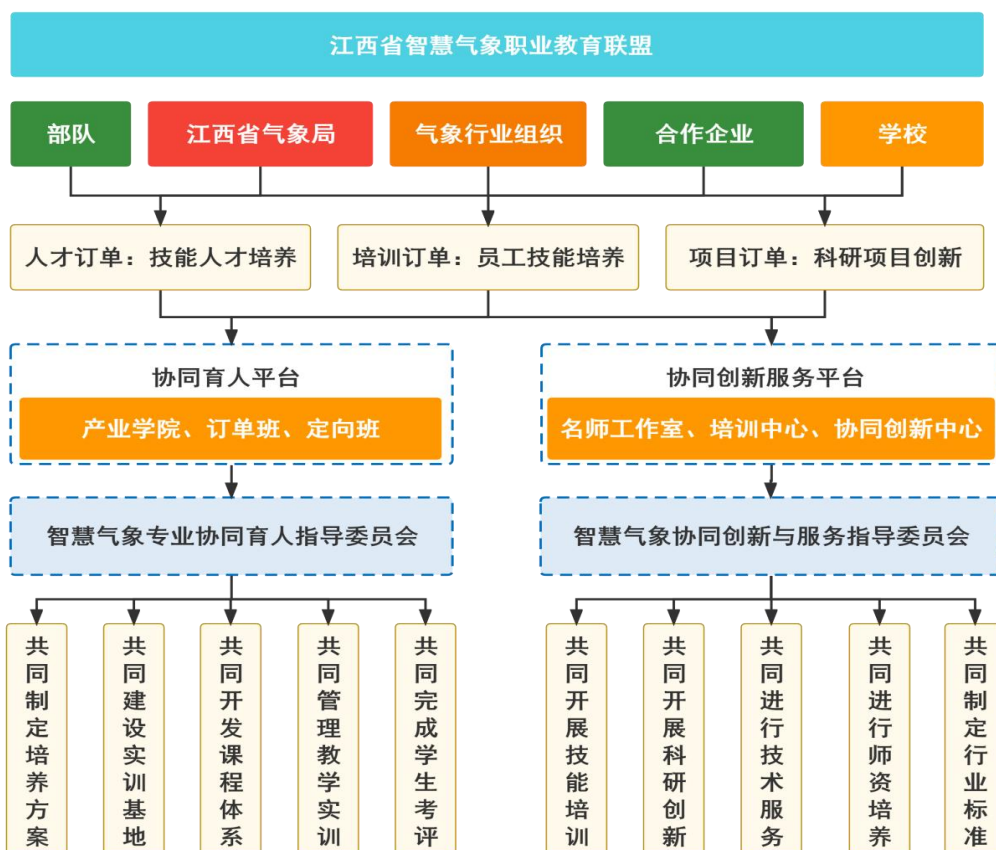 江西省智慧气象职业教育联盟
部队
江西省气象局
气象行业组织
合作企业
学校
人才订单：技能人才培养
培训订单：员工技能培养
项目订单：科研项目创新
协同育人平台
产业学院、订单班、定向班
协同创新服务平台
名师工作室、培训中心、协同创新中心
智慧气象专业协同育人指导委员会
智慧气象协同创新与服务指导委员会
共同制定培养方案
共同建设实训基地
共同开发课程体系
共同管理教学实训
共同完成学生考评
共同开展技能培训
共同开展科研创新
共同进行技术服务
共同进行师资培养
共同制定行业标准